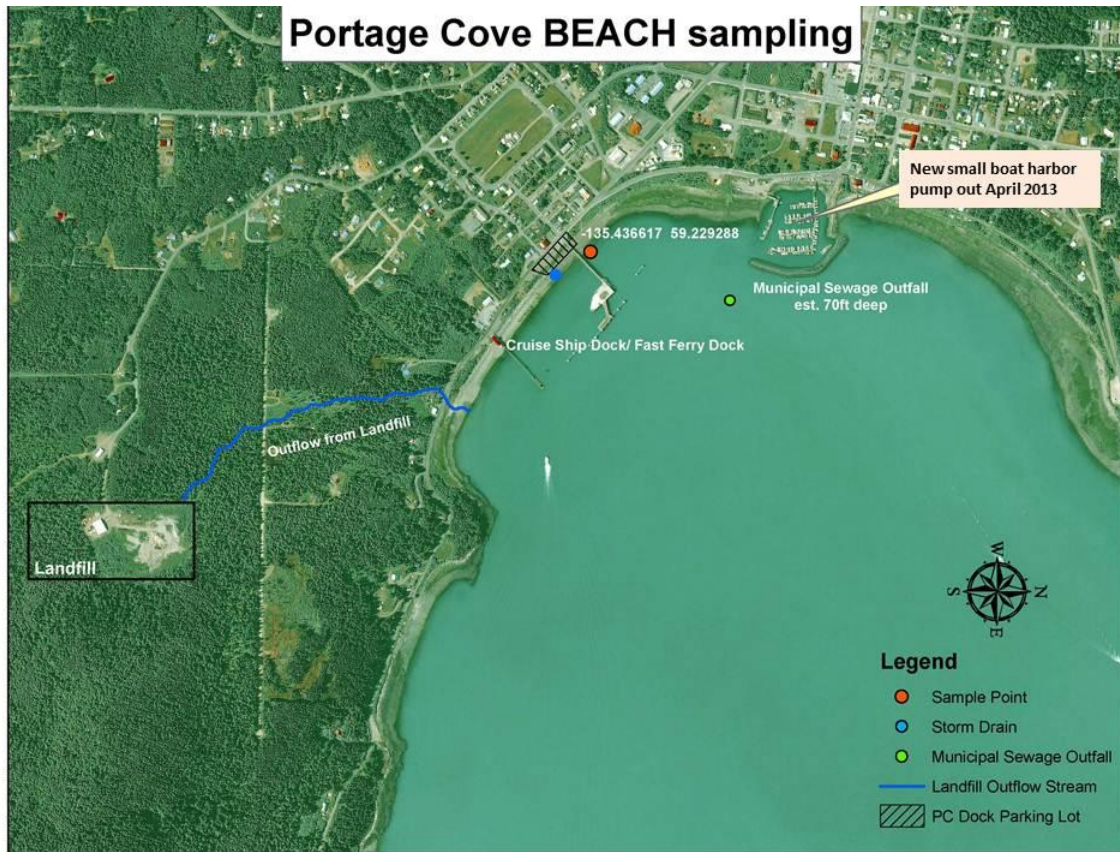 Portage Cove BEACH sampling
New small boat harbor
pump out April 2013
-135.436617 59.229288
Municipal Sewage Outfall
est. 70ft deep
Cruise Ship Dock/ Fast Ferry Dock
Outflow from Landfill
Landfill
W
S
N
E
Legend
Sample Point
Storm Drain
Municipal Sewage Outfall
Landfill Outflow Stream
PC Dock Parking Lot